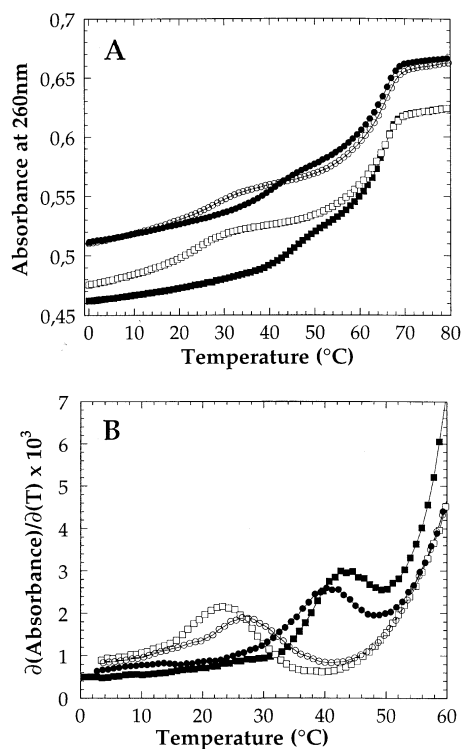 0,7
A
0,65
0,6
0,55
0,5
0,45
Absorbance at 260nm
0 10 20 30 40 50 60 70 80
Temperature (°C)
7
B
6
5
4
3
2
1
0
∂(Absorbance)/∂(T) x 10³
0 10 20 30 40 50 60
Temperature (°C)